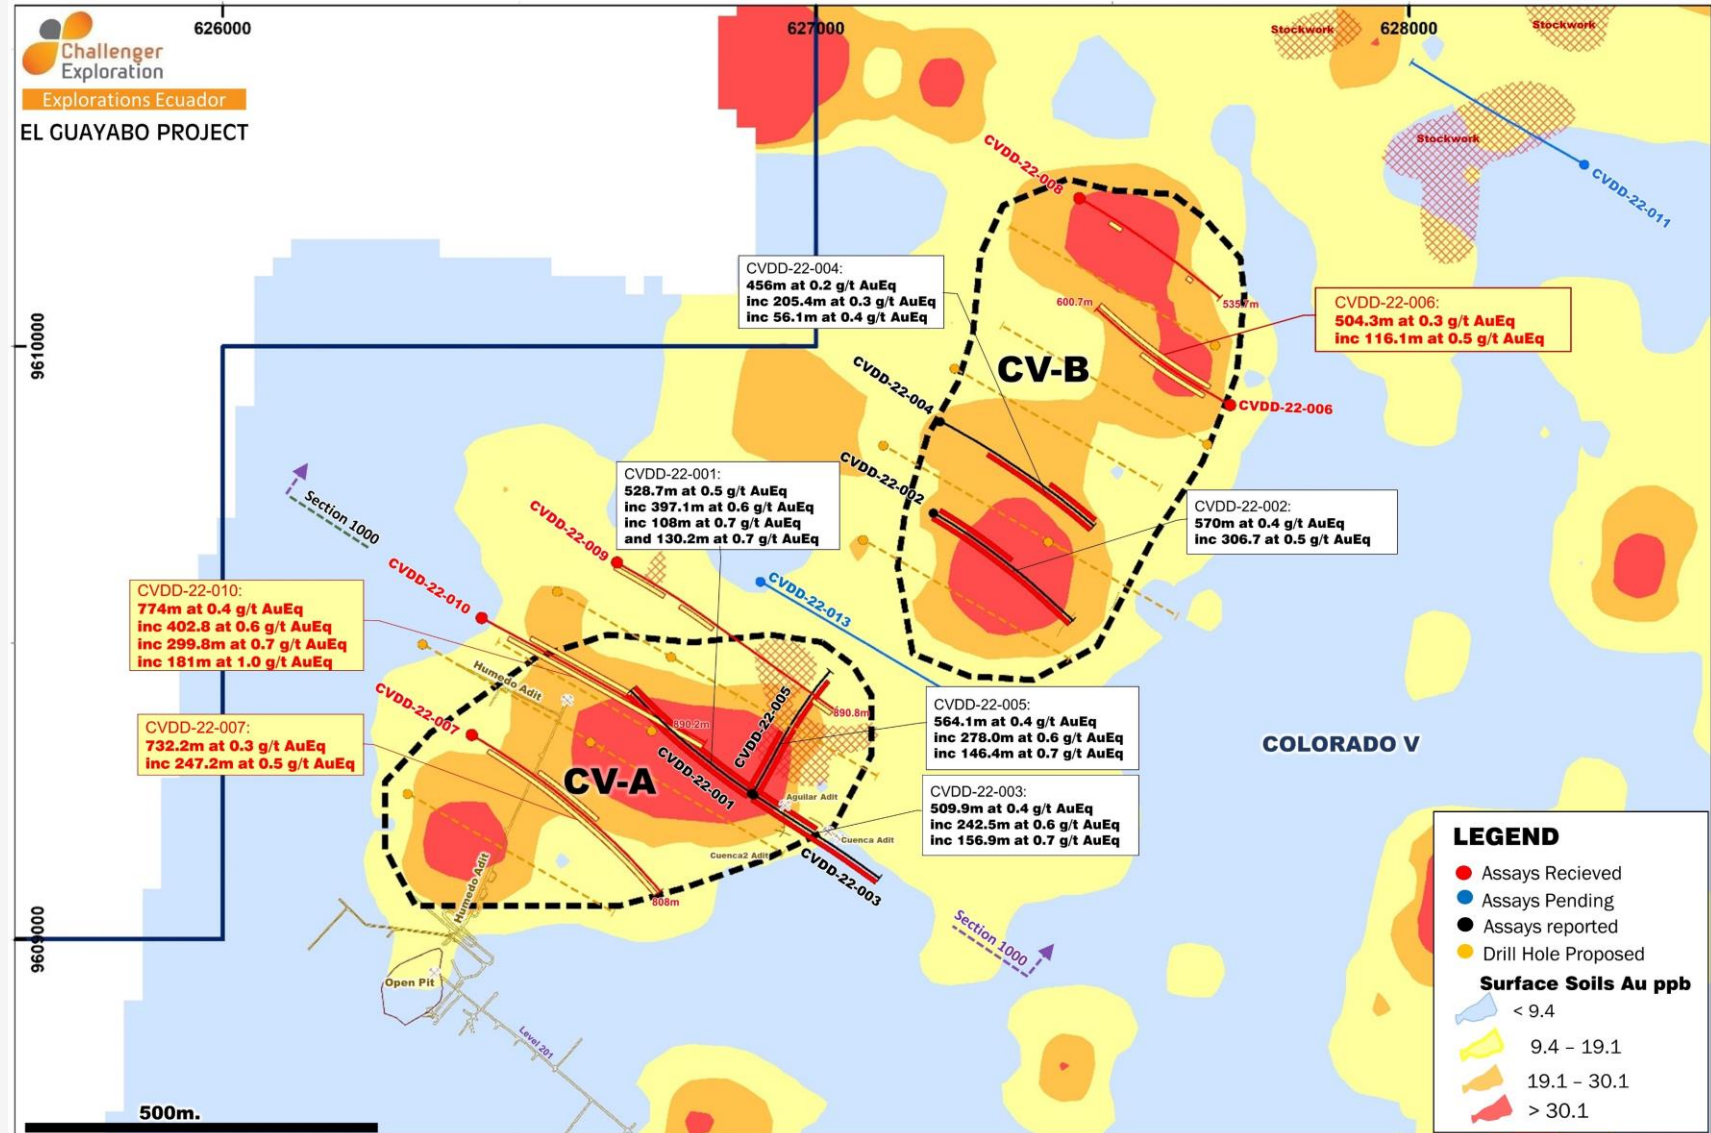 626000
627000
628000
Challenger
Exploration
Explorations Ecuador
EL GUAYABO PROJECT
9610000
9609000
Stockwork
Stockwork
Stockwork
CVDD-22-011
CVDD-22-008
535.7m
600.7m
CVDD-22-004:
456m at 0.2 g/t AuEq
inc 205.4m at 0.3 g/t AuEq
inc 56.1m at 0.4 g/t AuEq
CVDD-22-006:
504.3m at 0.3 g/t AuEq
inc 116.1m at 0.5 g/t AuEq
CV-B
CVDD-22-004
CVDD-22-006
CVDD-22-002
CVDD-22-001:
528.7m at 0.5 g/t AuEq
inc 397.1m at 0.6 g/t AuEq
inc 108m at 0.7 g/t AuEq
and 130.2m at 0.7 g/t AuEq
CVDD-22-002:
570m at 0.4 g/t AuEq
inc 306.7 at 0.5 g/t AuEq
Section 1000
CVDD-22-009
CVDD-22-010
CVDD-22-013
CVDD-22-010:
774m at 0.4 g/t AuEq
inc 402.8 at 0.6 g/t AuEq
inc 299.8m at 0.7 g/t AuEq
inc 181m at 1.0 g/t AuEq
Humedo Adit
CVDD-22-007
890.2m
CVDD-22-005
890.8m
CVDD-22-005:
564.1m at 0.4 g/t AuEq
inc 278.0m at 0.6 g/t AuEq
inc 146.4m at 0.7 g/t AuEq
CVDD-22-007:
732.2m at 0.3 g/t AuEq
inc 247.2m at 0.5 g/t AuEq
CV-A
CVDD-22-001
COLORADO V
CVDD-22-003:
509.9m at 0.4 g/t AuEq
inc 242.5m at 0.6 g/t AuEq
inc 156.9m at 0.7 g/t AuEq
Aguilar Adit
Cuenca Adit
Cuenca2 Adit
CVDD-22-003
Humedo Adit
808m
Section 1000
Open Pit
Level 201
LEGEND
Assays Recieved
Assays Pending
Assays reported
Drill Hole Proposed
Surface Soils Au ppb
< 9.4
9.4 – 19.1
19.1 – 30.1
> 30.1
500m.